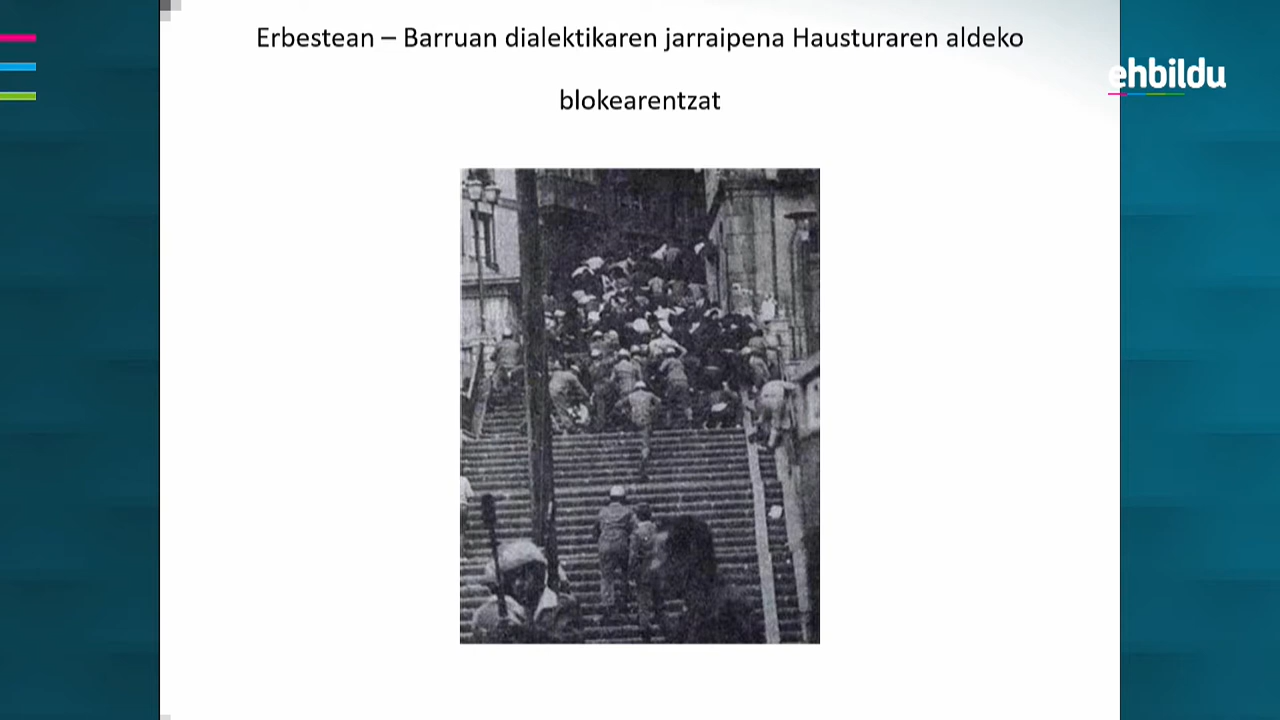 Erbestean – Barruan dialektikaren jarraipena Hausturaren aldeko
blokearentzat
ehbildu